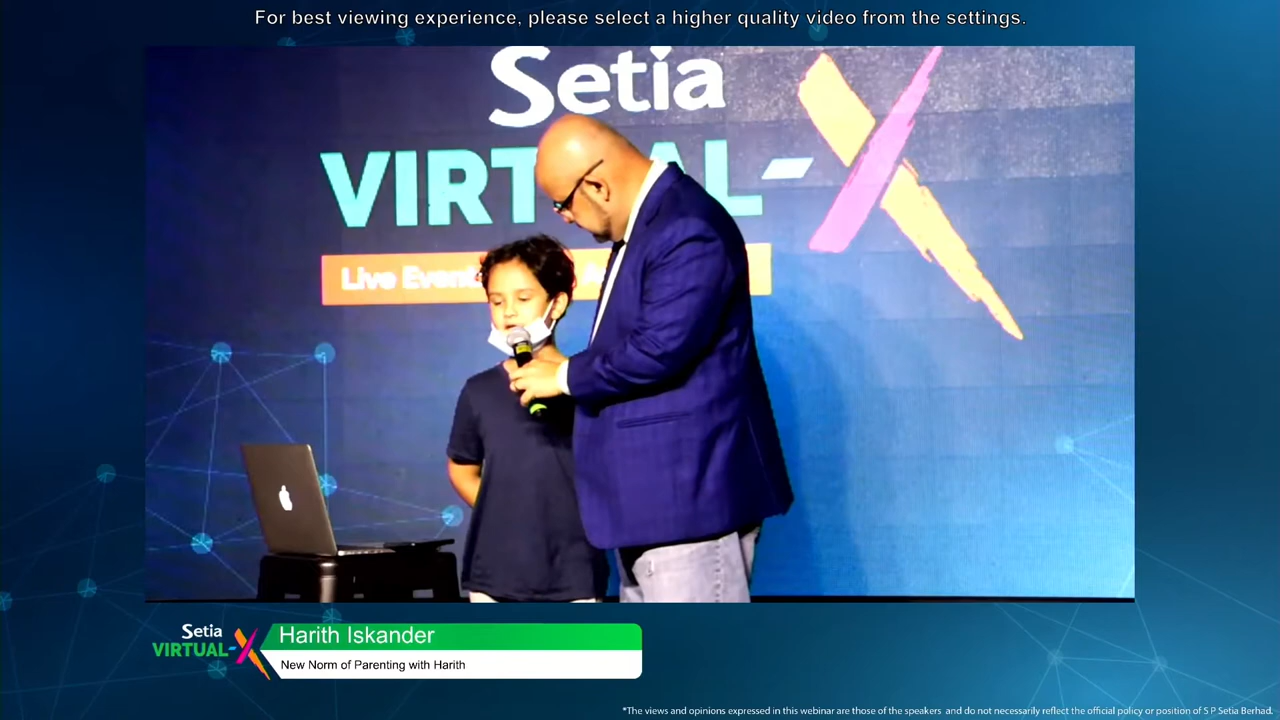 For best viewing experience, please select a higher quality video from the settings.
Setia
VIRT AL-X
Live Event
Setia
VIRTUAL-X
Harith Iskander
New Norm of Parenting with Harith
*The views and opinions expressed in this webinar are those of the speakers and do not necessarily reflect the official policy or position of S P Setia Berhad.